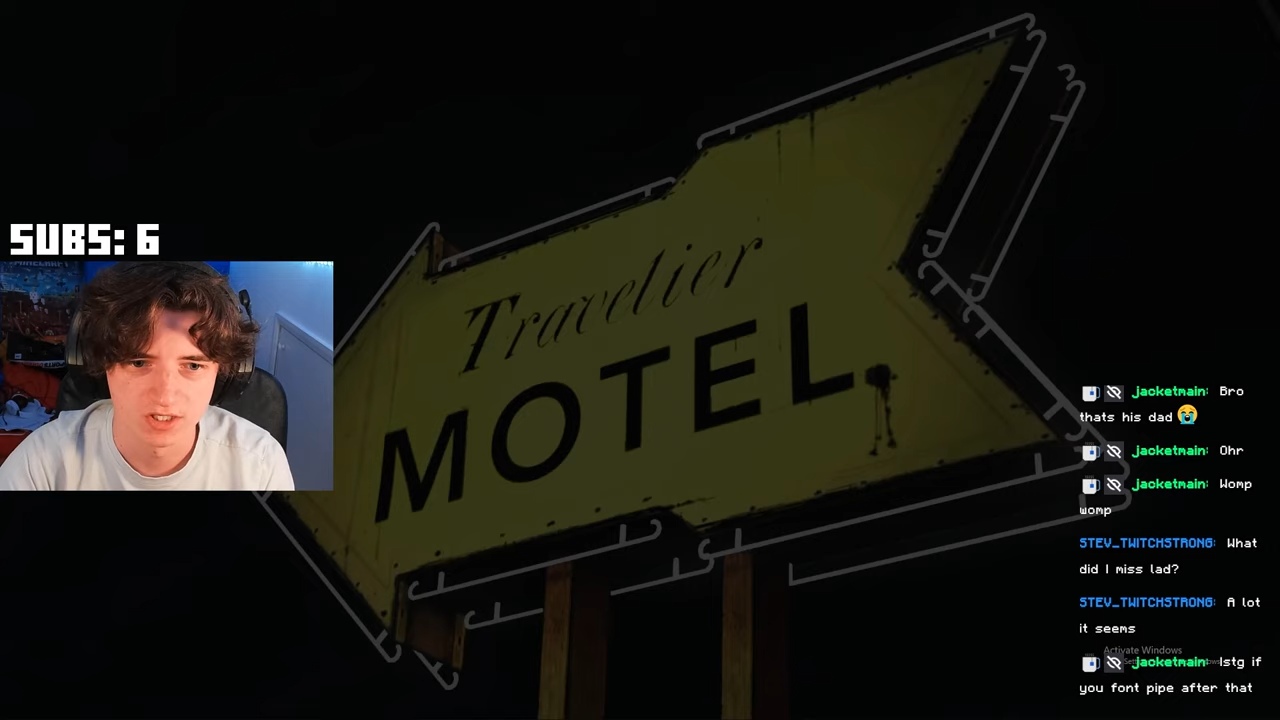 SUBS: 6
Travelier
MOTEL
jacketmain: Bro
thats his dad 😭
jacketmain: Ohr
jacketmain: Womp
womp
STEV_TWITCHSTRONG: What
did I miss lad?
STEV_TWITCHSTRONG: A lot
it seems
Activate Windows
jacketmain: Istg if
you font pipe after that